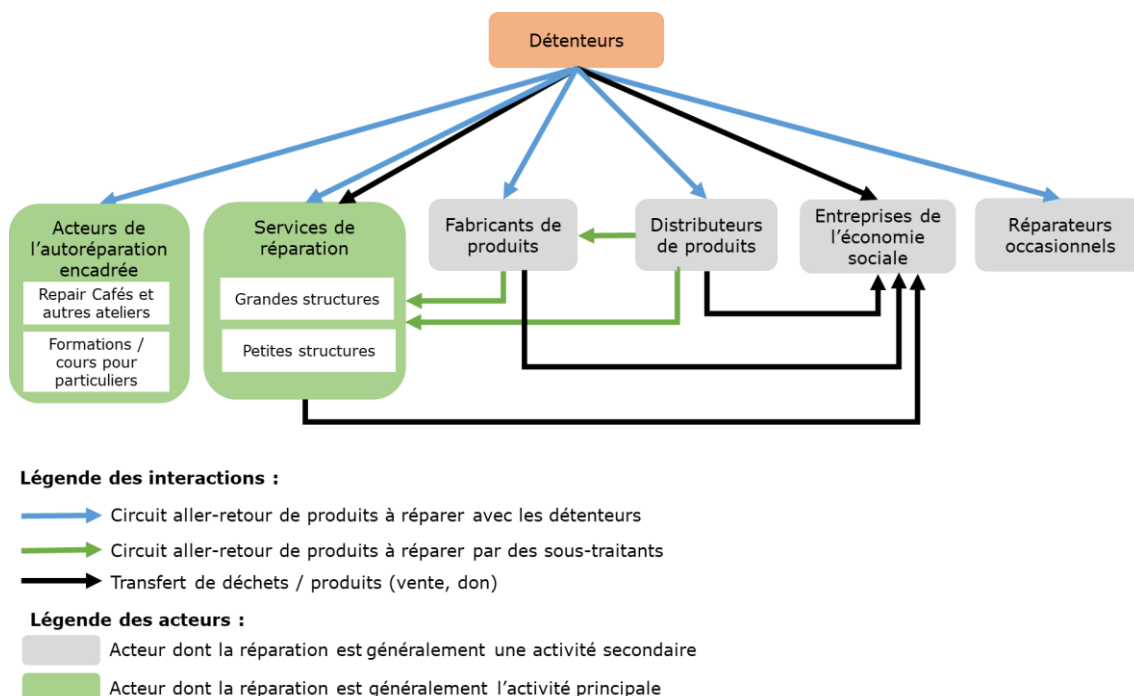 Détenteurs
Acteurs de
l’autoréparation
encadrée
Repair Cafés et
autres ateliers
Formations /
cours pour
particuliers
Services de
réparation
Grandes structures
Petites structures
Fabricants de
produits
Distributeurs
de produits
Entreprises de
l’économie
sociale
Réparateurs
occasionnels
Légende des interactions :
Circuit aller-retour de produits à réparer avec les détenteurs
Circuit aller-retour de produits à réparer par des sous-traitants
Transfert de déchets / produits (vente, don)
Légende des acteurs :
Acteur dont la réparation est généralement une activité secondaire
Acteur dont la réparation est généralement l’activité principale